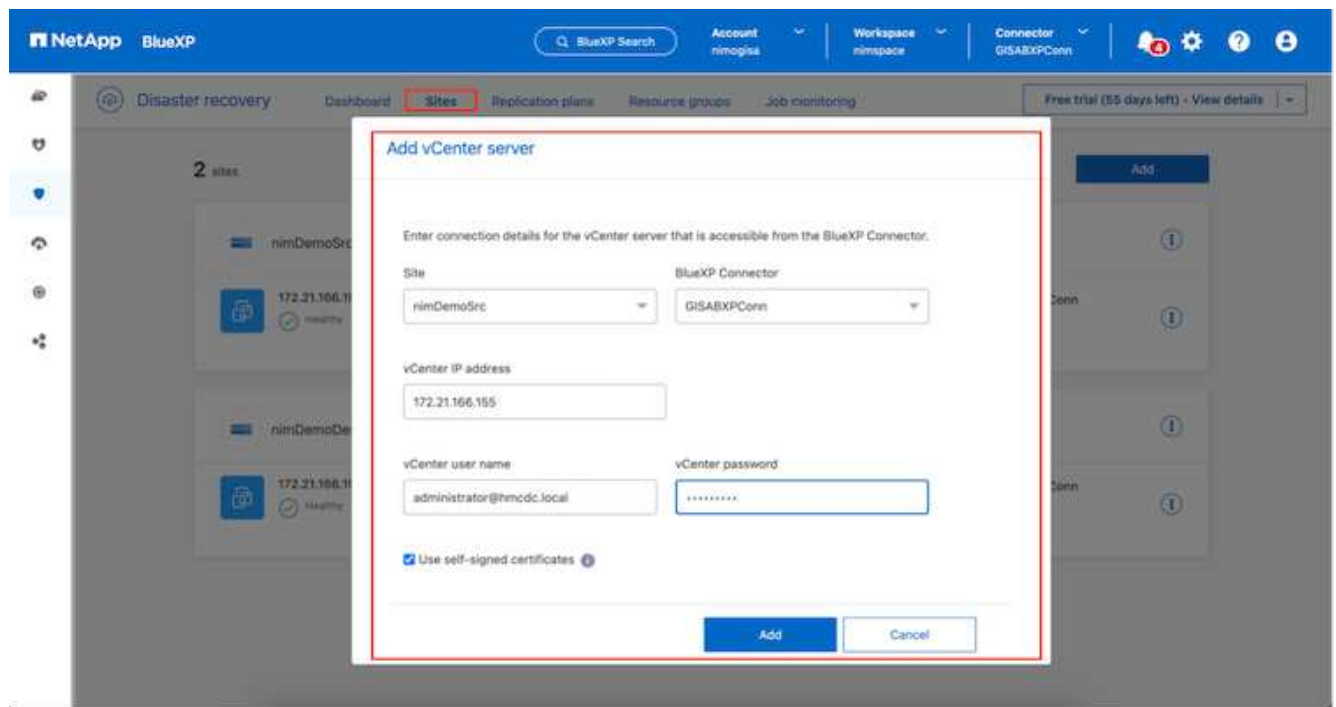 NetApp BlueXP BlueXP Search Account Workspace Connector
nimogisa nimspace GISABXPConn 4
Disaster recovery Dashboard Sites Replication plans Resource groups Job monitoring Free trial (55 days left) - View details
Add vCenter server
2 sites Add
Enter connection details for the vCenter server that is accessible from the BlueXP Connector.
nimDemoSrc
Site BlueXP Connector
172.21.166.1 Conn
nimDemoSrc GISABXPConn
Healthy
vCenter IP address
172.21.166.155
nimDemoDe
vCenter user name vCenter password
172.21.166.1 Conn
administrator@hmcdc.local ·········
Healthy
Use self-signed certificates
Add Cancel